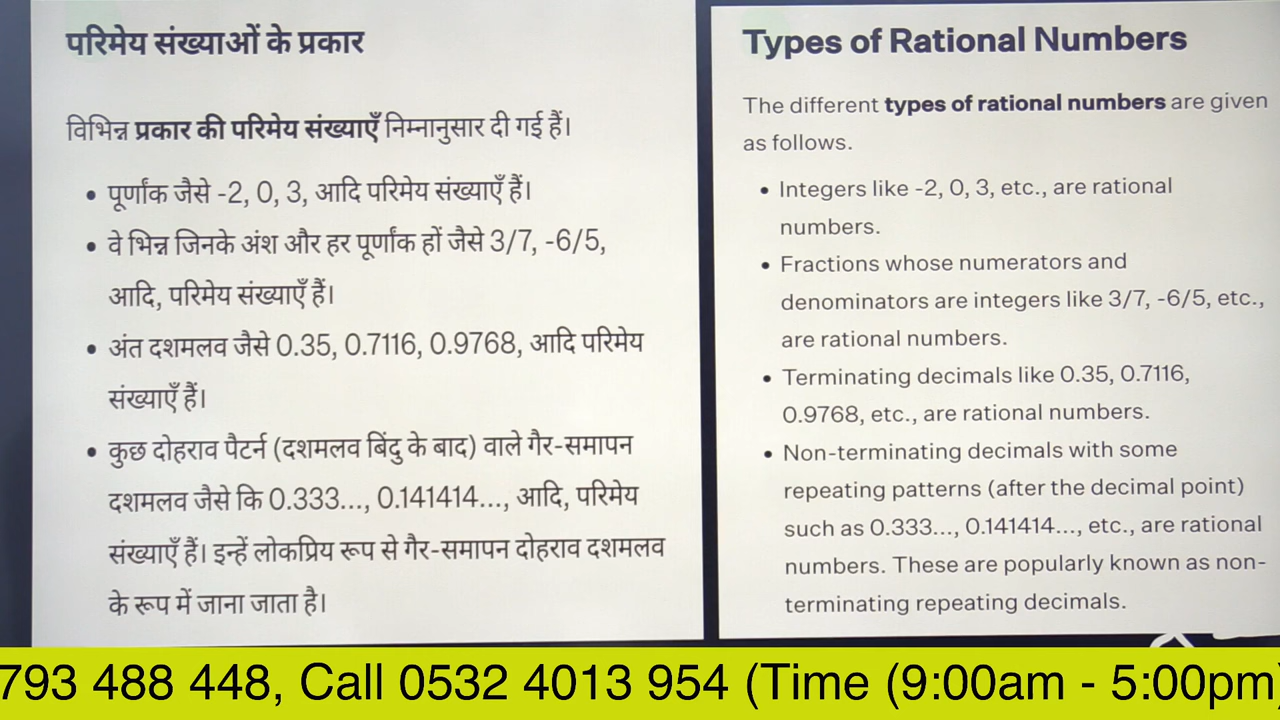 परिमेय संख्याओं के प्रकार
विभिन्न प्रकार की परिमेय संख्याएँ निम्नानुसार दी गई हैं।
• पूर्णांक जैसे -2, 0, 3, आदि परिमेय संख्याएँ हैं।
• वे भिन्न जिनके अंश और हर पूर्णांक हों जैसे 3/7, -6/5,
आदि, परिमेय संख्याएँ हैं।
• अंत दशमलव जैसे 0.35, 0.7116, 0.9768, आदि परिमेय
संख्याएँ हैं।
• कुछ दोहराव पैटर्न (दशमलव बिंदु के बाद) वाले गैर-समापन
दशमलव जैसे कि 0.333..., 0.141414..., आदि, परिमेय
संख्याएँ हैं। इन्हें लोकप्रिय रूप से गैर-समापन दोहराव दशमलव
के रूप में जाना जाता है।
Types of Rational Numbers
The different types of rational numbers are given
as follows.
• Integers like -2, 0, 3, etc., are rational
numbers.
• Fractions whose numerators and
denominators are integers like 3/7, -6/5, etc.,
are rational numbers.
• Terminating decimals like 0.35, 0.7116,
0.9768, etc., are rational numbers.
• Non-terminating decimals with some
repeating patterns (after the decimal point)
such as 0.333..., 0.141414..., etc., are rational
numbers. These are popularly known as non-
terminating repeating decimals.
793 488 448, Call 0532 4013 954 (Time (9:00am - 5:00pm)